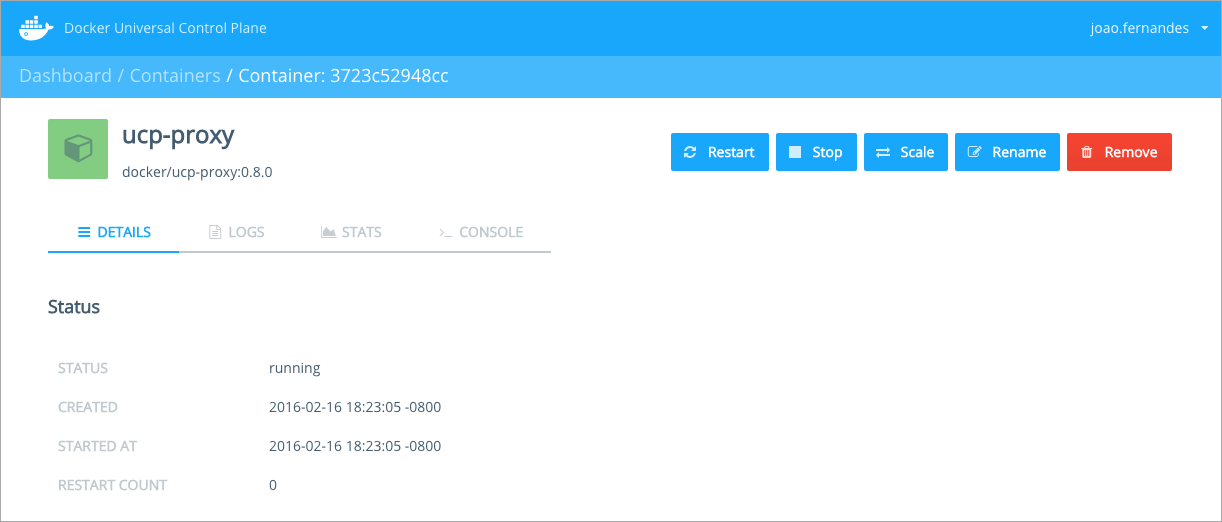 Docker Universal Control Plane
joao.fernandes
Dashboard / Containers / Container: 3723c52948cc
ucp-proxy
docker/ucp-proxy:0.8.0
Restart
Stop
Scale
Rename
Remove
DETAILS
LOGS
STATS
CONSOLE
Status
STATUS running
CREATED 2016-02-16 18:23:05 -0800
STARTED AT 2016-02-16 18:23:05 -0800
RESTART COUNT 0